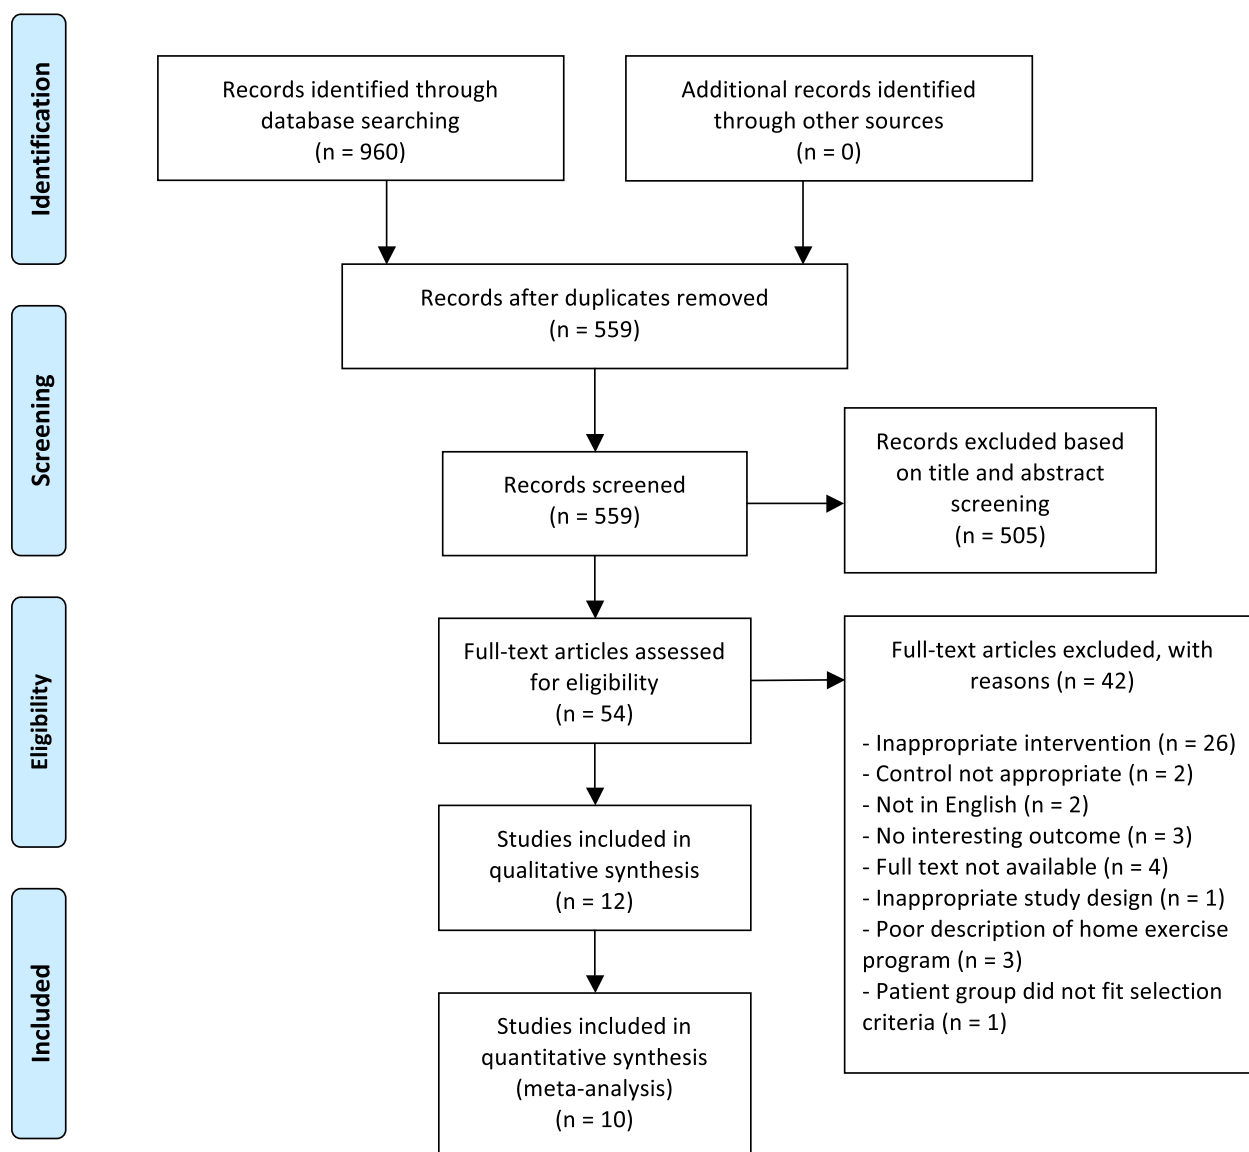 Identification
Records identified through
database searching
(n = 960)
Additional records identified
through other sources
(n = 0)
Records after duplicates removed
(n = 559)
Screening
Records screened
(n = 559)
Records excluded based
on title and abstract
screening
(n = 505)
Eligibility
Full-text articles assessed
for eligibility
(n = 54)
Full-text articles excluded, with
reasons (n = 42)
- Inappropriate intervention (n = 26)
- Control not appropriate (n = 2)
- Not in English (n = 2)
- No interesting outcome (n = 3)
- Full text not available (n = 4)
- Inappropriate study design (n = 1)
- Poor description of home exercise
program (n = 3)
- Patient group did not fit selection
criteria (n = 1)
Studies included in
qualitative synthesis
(n = 12)
Included
Studies included in
quantitative synthesis
(meta-analysis)
(n = 10)